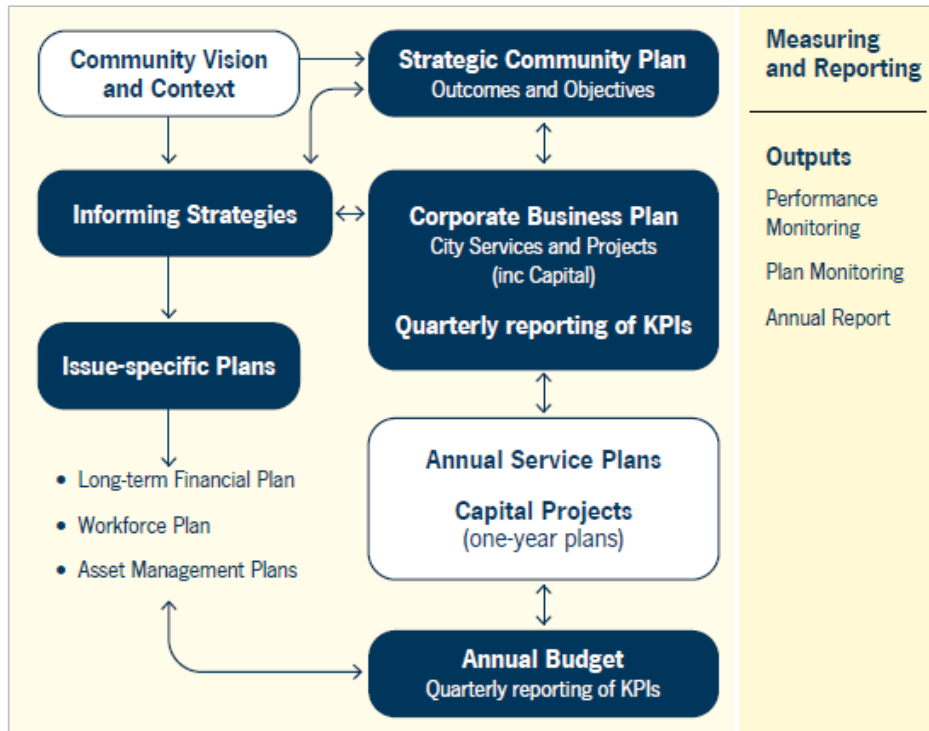 Community Vision
and Context
Strategic Community Plan
Outcomes and Objectives
Informing Strategies
Corporate Business Plan
City Services and Projects
(inc Capital)
Quarterly reporting of KPIs
Issue-specific Plans
• Long-term Financial Plan
• Workforce Plan
• Asset Management Plans
Annual Service Plans
Capital Projects
(one-year plans)
Annual Budget
Quarterly reporting of KPIs
Measuring
and Reporting
Outputs
Performance
Monitoring
Plan Monitoring
Annual Report